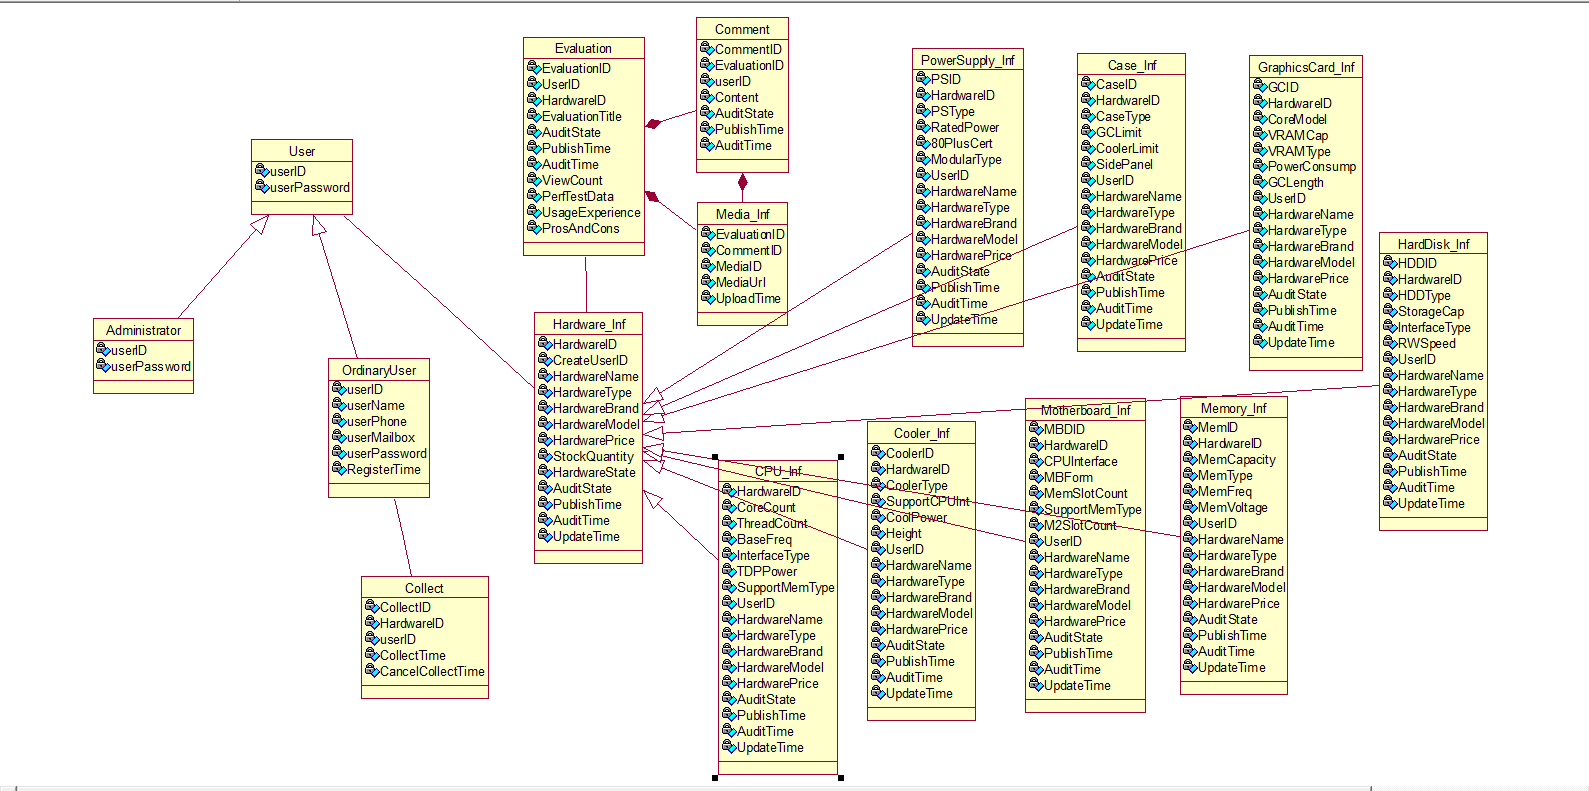 User
userID
userPassword
Administrator
userID
userPassword
OrdinaryUser
userID
userName
userPhone
userMailbox
userPassword
RegisterTime
Collect
CollectID
HardwareID
userID
CollectTime
CancelCollectTime
Evaluation
EvaluationID
UserID
HardwareID
EvaluationTitle
AuditState
PublishTime
AuditTime
ViewCount
PerfTestData
UsageExperience
ProsAndCons
Comment
CommentID
EvaluationID
userID
Content
AuditState
PublishTime
AuditTime
Media_Inf
EvaluationID
CommentID
MediaID
MediaUrl
UploadTime
Hardware_Inf
HardwareID
CreateUserID
HardwareName
HardwareType
HardwareBrand
HardwareModel
HardwarePrice
StockQuantity
HardwareState
AuditState
PublishTime
AuditTime
UpdateTime
PowerSupply_Inf
PSID
HardwareID
PSType
RatedPower
80PlusCert
ModularType
UserID
HardwareName
HardwareType
HardwareBrand
HardwareModel
HardwarePrice
AuditState
PublishTime
AuditTime
UpdateTime
Case_Inf
CaseID
HardwareID
CaseType
GCLimit
CoolerLimit
SidePanel
UserID
HardwareName
HardwareType
HardwareBrand
HardwareModel
HardwarePrice
AuditState
PublishTime
AuditTime
UpdateTime
GraphicsCard_Inf
GCID
HardwareID
CoreModel
VRAMCap
VRAMType
PowerConsump
GCLength
UserID
HardwareName
HardwareType
HardwareBrand
HardwareModel
HardwarePrice
AuditState
PublishTime
AuditTime
UpdateTime
HardDisk_Inf
HDDID
HardwareID
HDDType
StorageCap
InterfaceType
RWSpeed
UserID
HardwareName
HardwareType
HardwareBrand
HardwareModel
HardwarePrice
AuditState
PublishTime
AuditTime
UpdateTime
CPU_Inf
HardwareID
CoreCount
ThreadCount
BaseFreq
InterfaceType
TDPPower
SupportMemType
UserID
HardwareName
HardwareType
HardwareBrand
HardwareModel
HardwarePrice
AuditState
PublishTime
AuditTime
UpdateTime
Cooler_Inf
CoolerID
HardwareID
CoolerType
SupportCPUInt
CoolPower
Height
UserID
HardwareName
HardwareType
HardwareBrand
HardwareModel
HardwarePrice
AuditState
PublishTime
AuditTime
UpdateTime
Motherboard_Inf
MBDID
HardwareID
CPUInterface
MBForm
MemSlotCount
SupportMemType
M2SlotCount
UserID
HardwareName
HardwareType
HardwareBrand
HardwareModel
HardwarePrice
AuditState
PublishTime
AuditTime
UpdateTime
Memory_Inf
MemID
HardwareID
MemCapacity
MemType
MemFreq
MemVoltage
UserID
HardwareName
HardwareType
HardwareBrand
HardwareModel
HardwarePrice
AuditState
PublishTime
AuditTime
UpdateTime